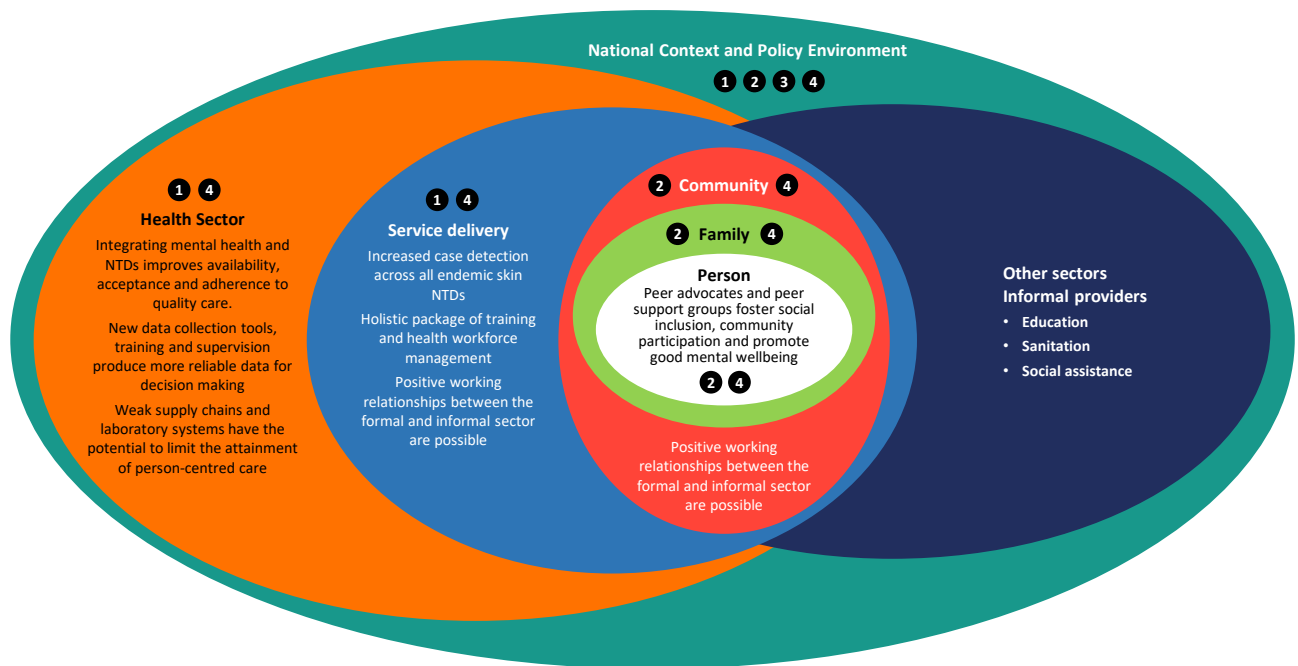 National Context and Policy Environment
1 2 3 4
1 4
Health Sector
Integrating mental health and
NTDs improves availability,
acceptance and adherence to
quality care.
New data collection tools,
training and supervision
produce more reliable data for
decision making
Weak supply chains and
laboratory systems have the
potential to limit the attainment
of person-centred care
1 4
Service delivery
Increased case detection
across all endemic skin
NTDs
Holistic package of training
and health workforce
management
Positive working
relationships between the
formal and informal sector
are possible
2 Community 4
2 Family 4
Person
Peer advocates and peer
support groups foster social
inclusion, community
participation and promote
good mental wellbeing
2 4
Positive working
relationships between the
formal and informal sector
are possible
Other sectors
Informal providers
• Education
• Sanitation
• Social assistance